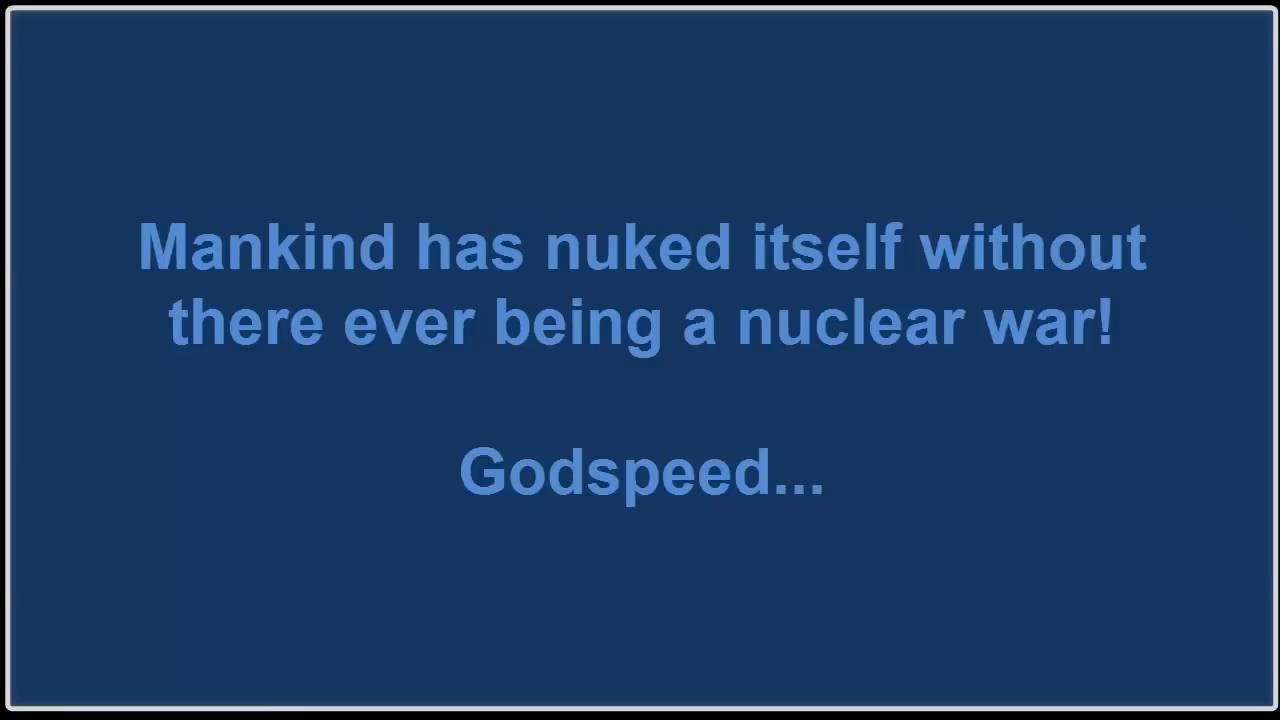 Mankind has nuked itself without
there ever being a nuclear war!
Godspeed...